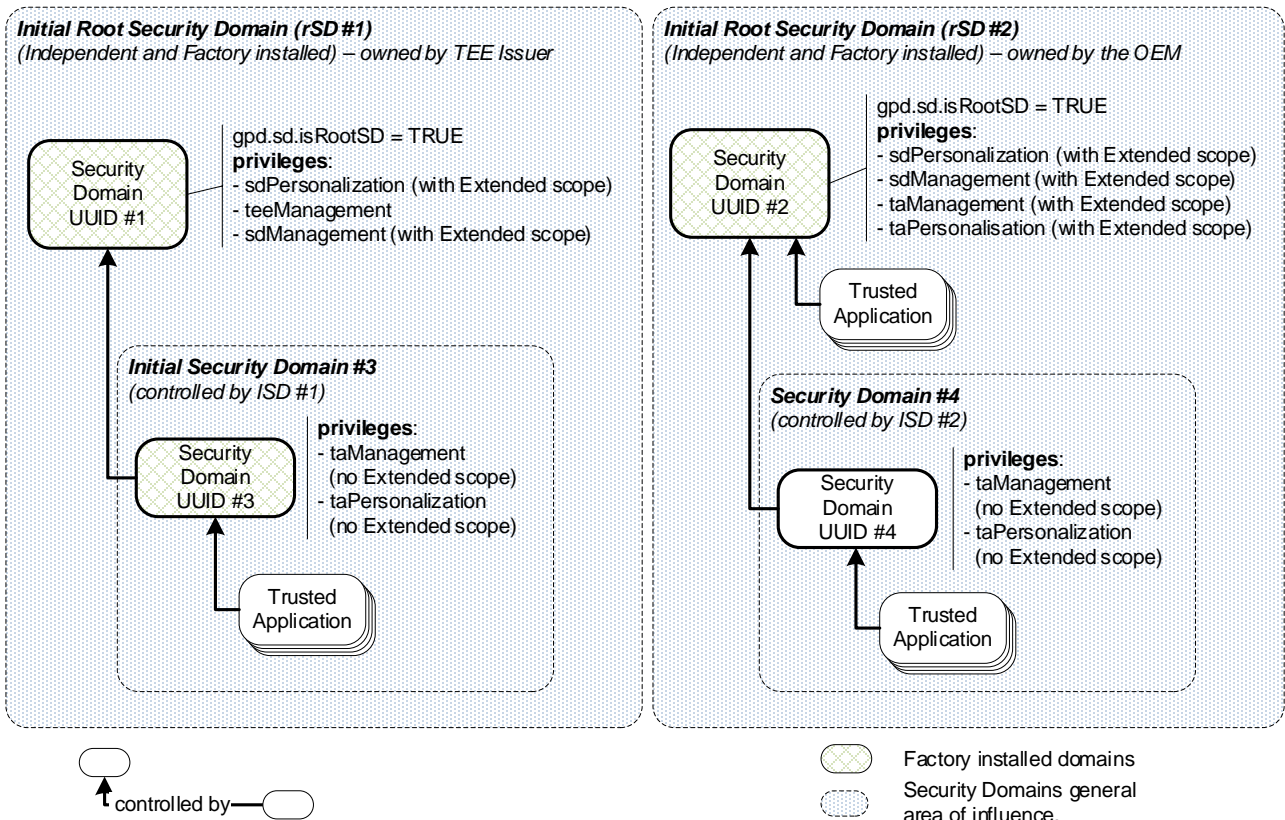 Initial Root Security Domain (rSD #1)
(Independent and Factory installed) – owned by TEE Issuer
gpd.sd.isRootSD = TRUE
privileges:
- sdPersonalization (with Extended scope)
- teeManagement
- sdManagement (with Extended scope)
Security
Domain
UUID #1
Initial Security Domain #3
(controlled by ISD #1)
privileges:
- taManagement
(no Extended scope)
- taPersonalization
(no Extended scope)
Security
Domain
UUID #3
Trusted
Application
Initial Root Security Domain (rSD #2)
(Independent and Factory installed) – owned by the OEM
gpd.sd.isRootSD = TRUE
privileges:
- sdPersonalization (with Extended scope)
- sdManagement (with Extended scope)
- taManagement (with Extended scope)
- taPersonalisation (with Extended scope)
Security
Domain
UUID #2
Trusted
Application
Security Domain #4
(controlled by ISD #2)
privileges:
- taManagement
(no Extended scope)
- taPersonalization
(no Extended scope)
Security
Domain
UUID #4
Trusted
Application
controlled by
Factory installed domains
Security Domains general
area of influence.